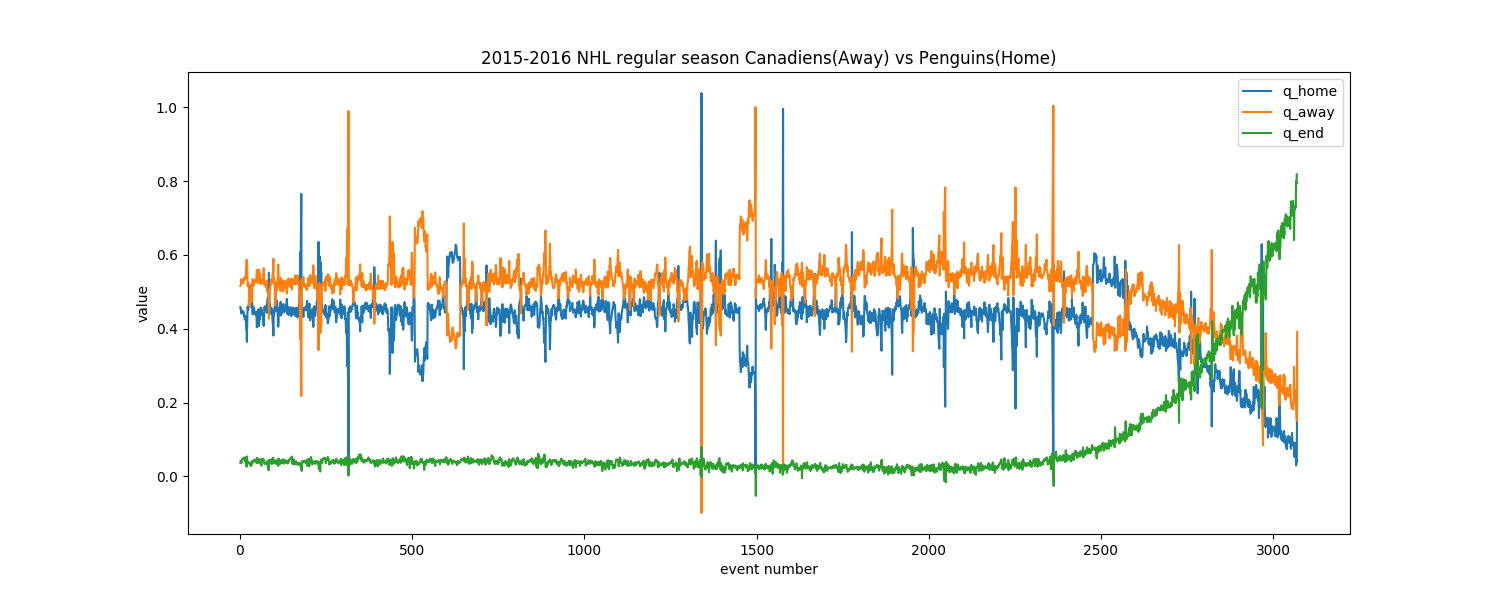 2015-2016 NHL regular season Canadiens(Away) vs Penguins(Home)
q_home
q_away
q_end
value
1.0
0.8
0.6
0.4
0.2
0.0
0
500
1000
1500
2000
2500
3000
event number